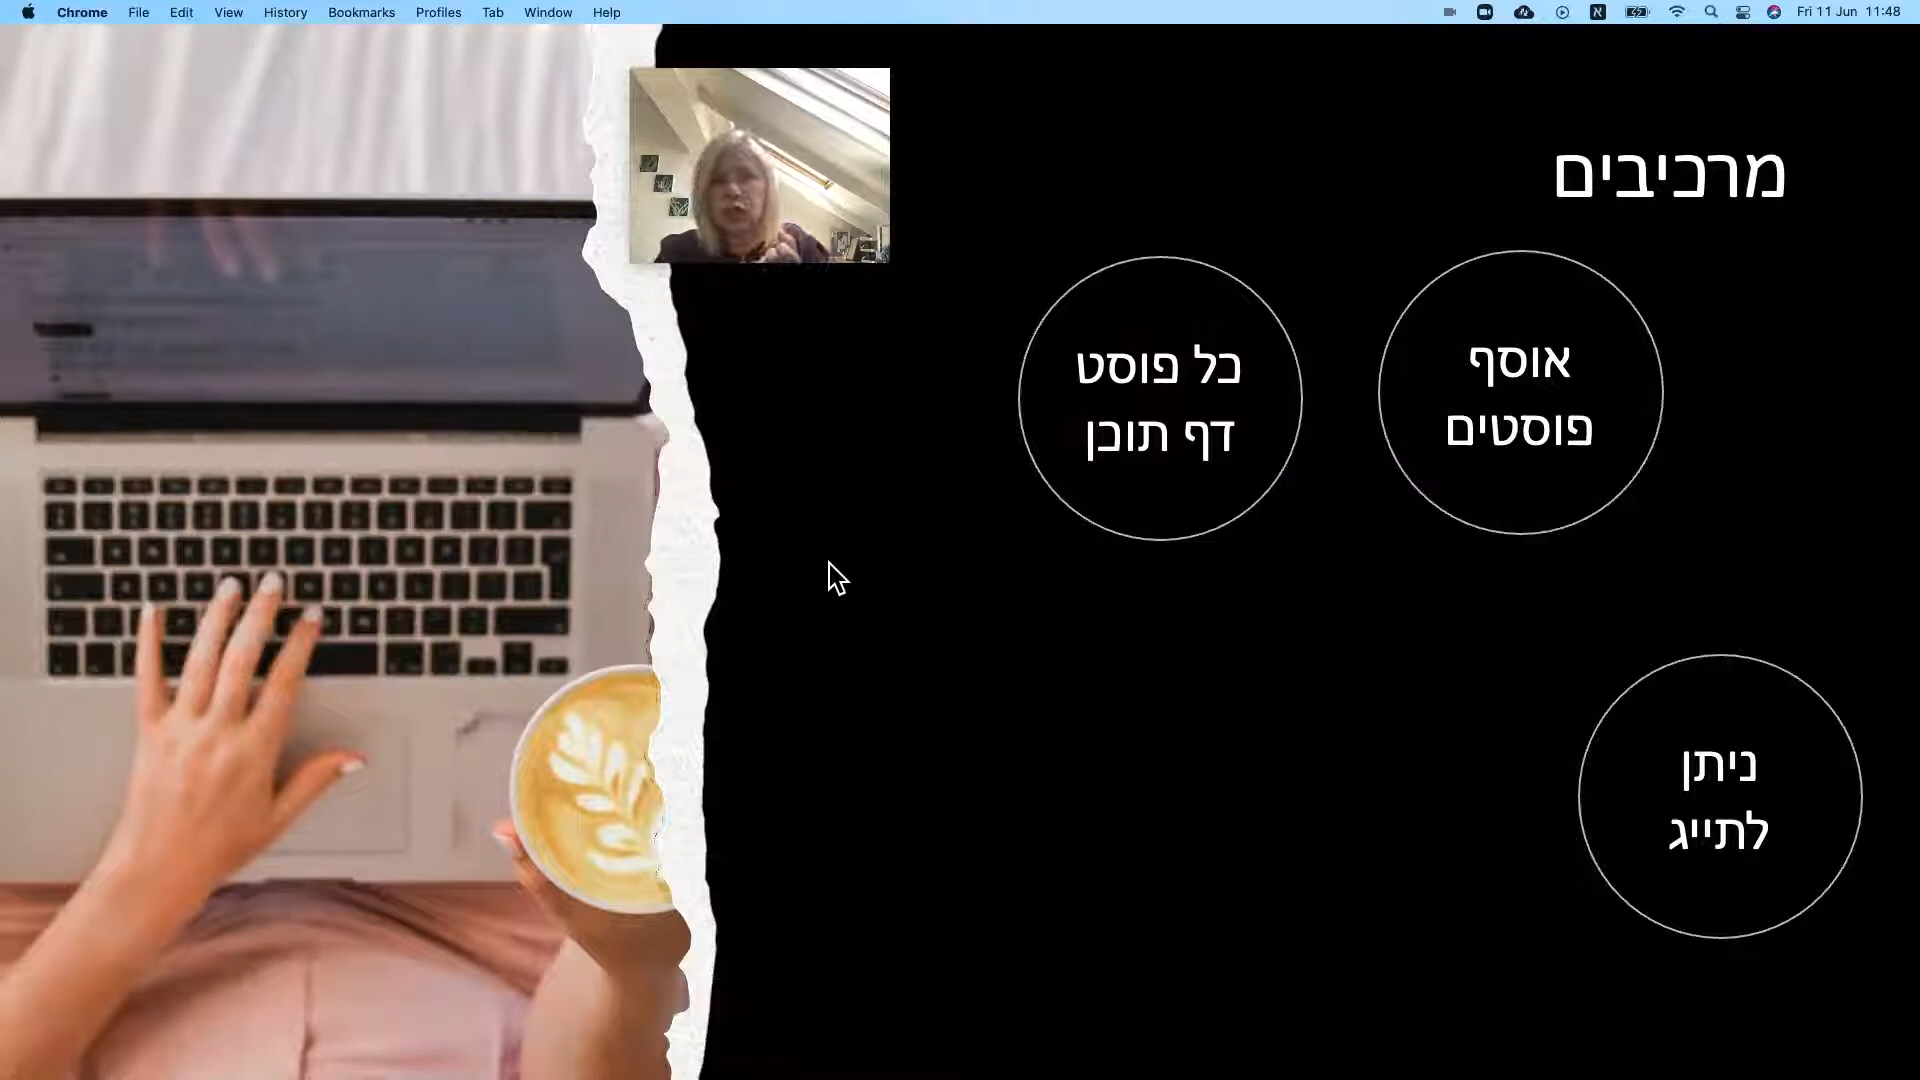 Chrome File Edit View History Bookmarks Profiles Tab Window Help Fri 11 Jun 11:48
מרכיבים
אוסף
פוסטים
כל פוסט
דף תוכן
ניתן
לתייג